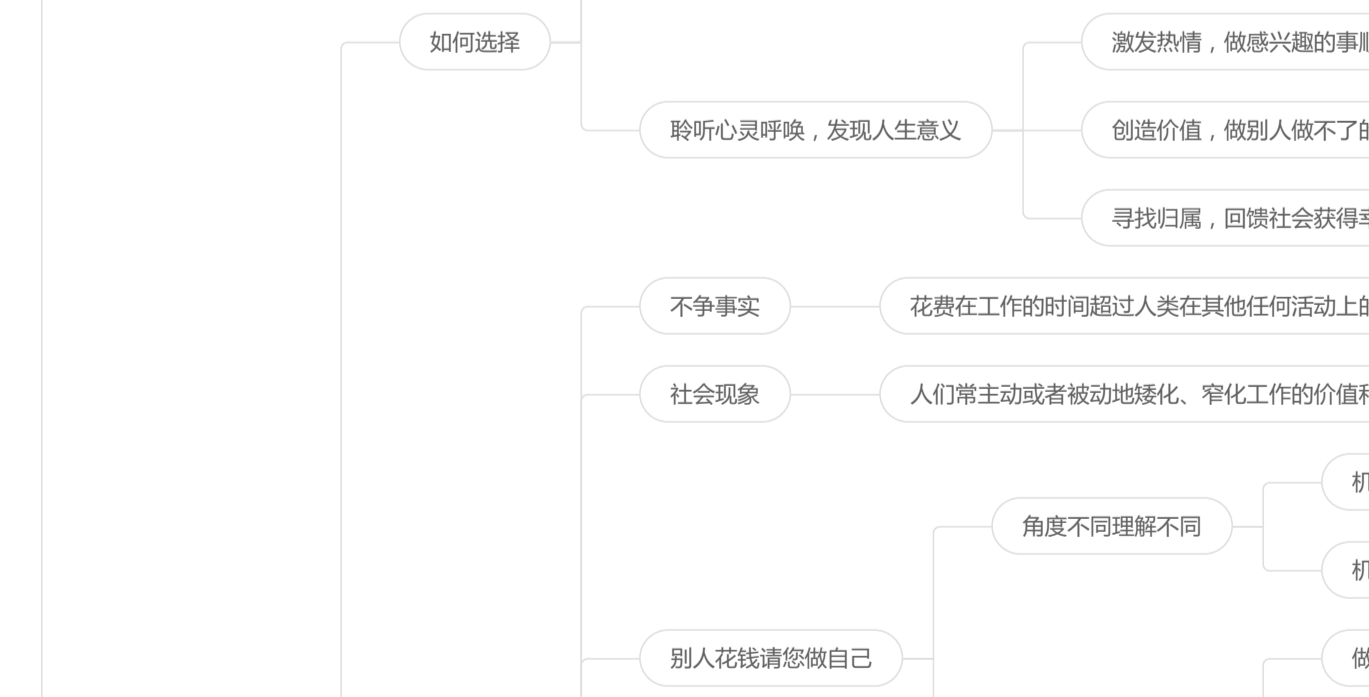 如何选择
激发热情，做感兴趣的事
聆听心灵呼唤，发现人生意义
创造价值，做别人做不了
寻找归属，回馈社会获得
不争事实
花费在工作的时间超过人类在其他任何活动上
社会现象
人们常主动或者被动地矮化、窄化工作的价值
机
角度不同理解不同
机
别人花钱请您做自己
做